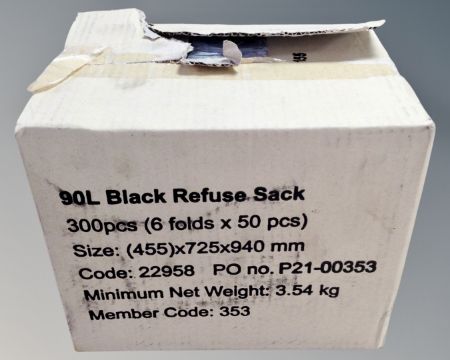 90L Black Refuse Sack
300pcs (6 folds x 50 pcs)
Size: (455)x725x940 mm
Code: 22958 PO no. P21-00353
Minimum Net Weight: 3.54 kg
Member Code: 353